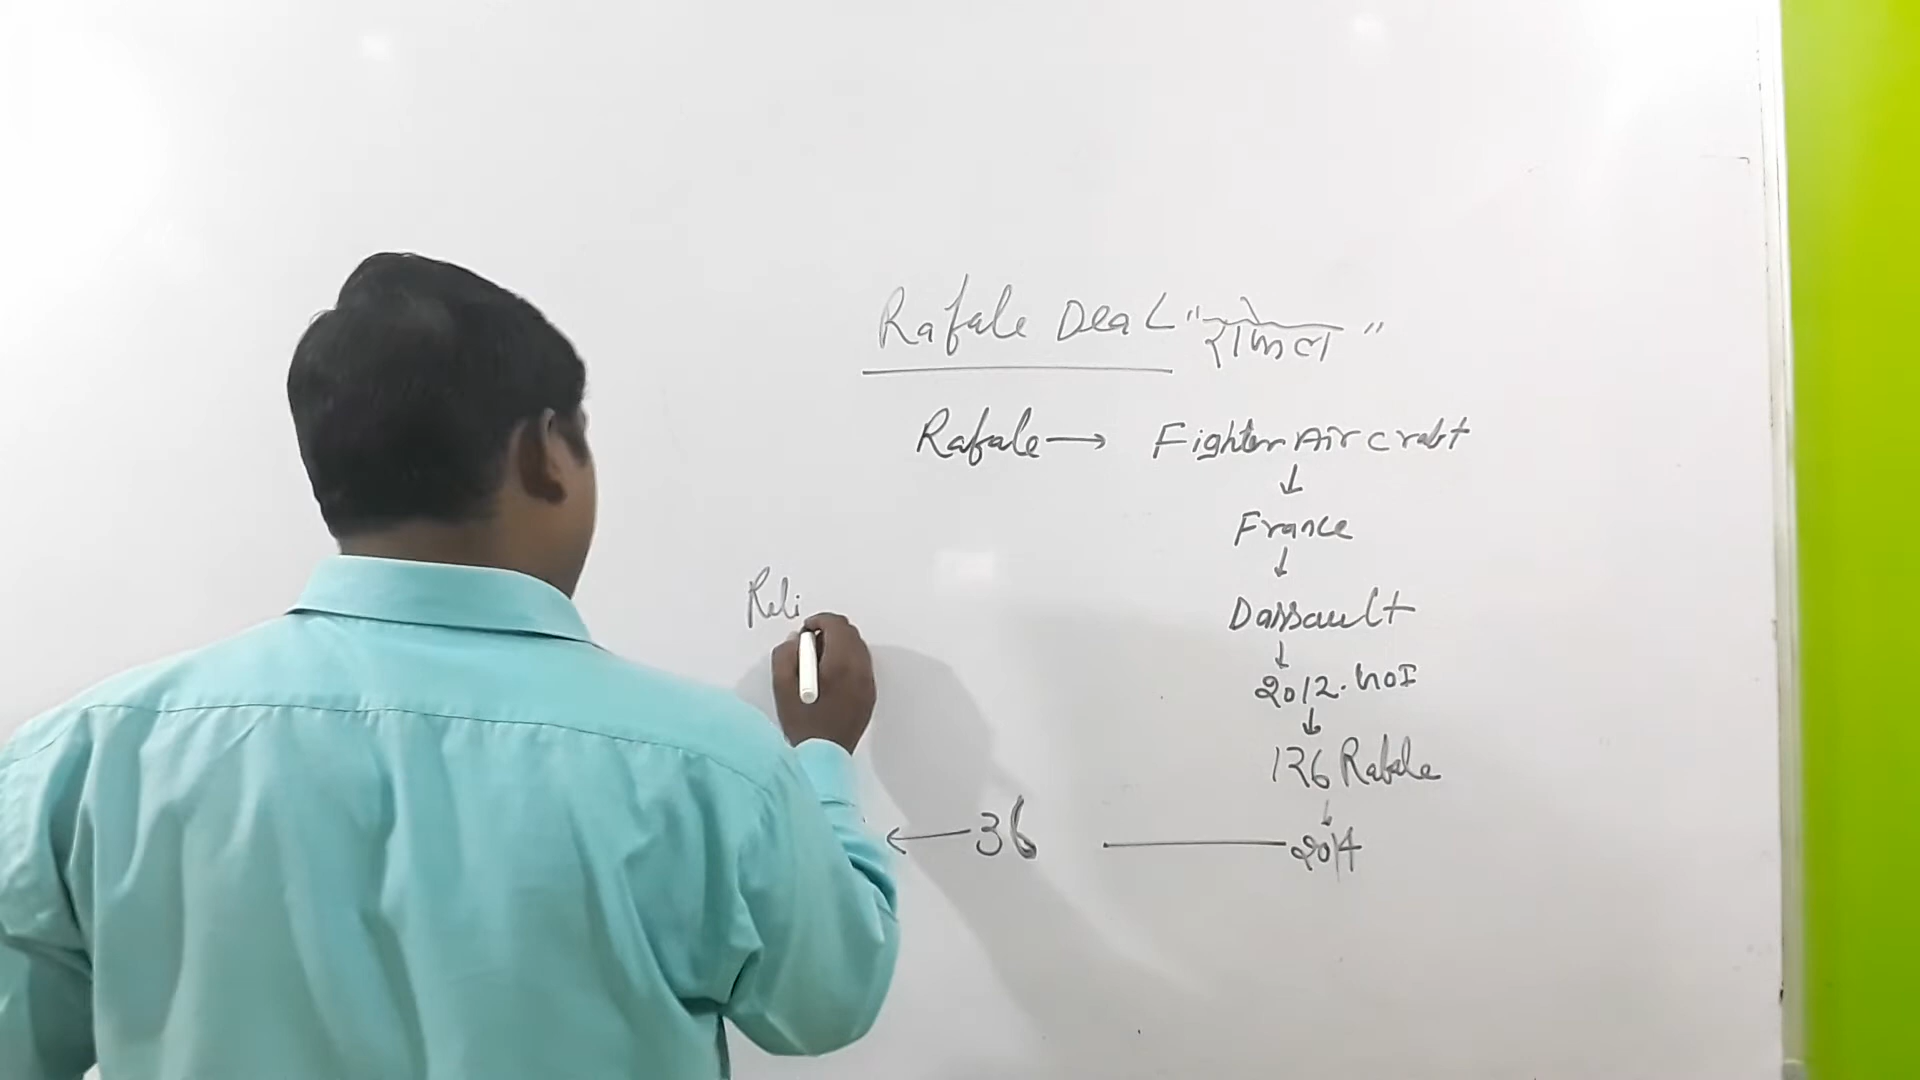 Rafale Deal "राफेल"
Rafale → Fighter Aircraft
↓
France
↓
Dassault
↓
2012. GoI
↓
126 Rafale
↓
← 36 — 2014
Reli